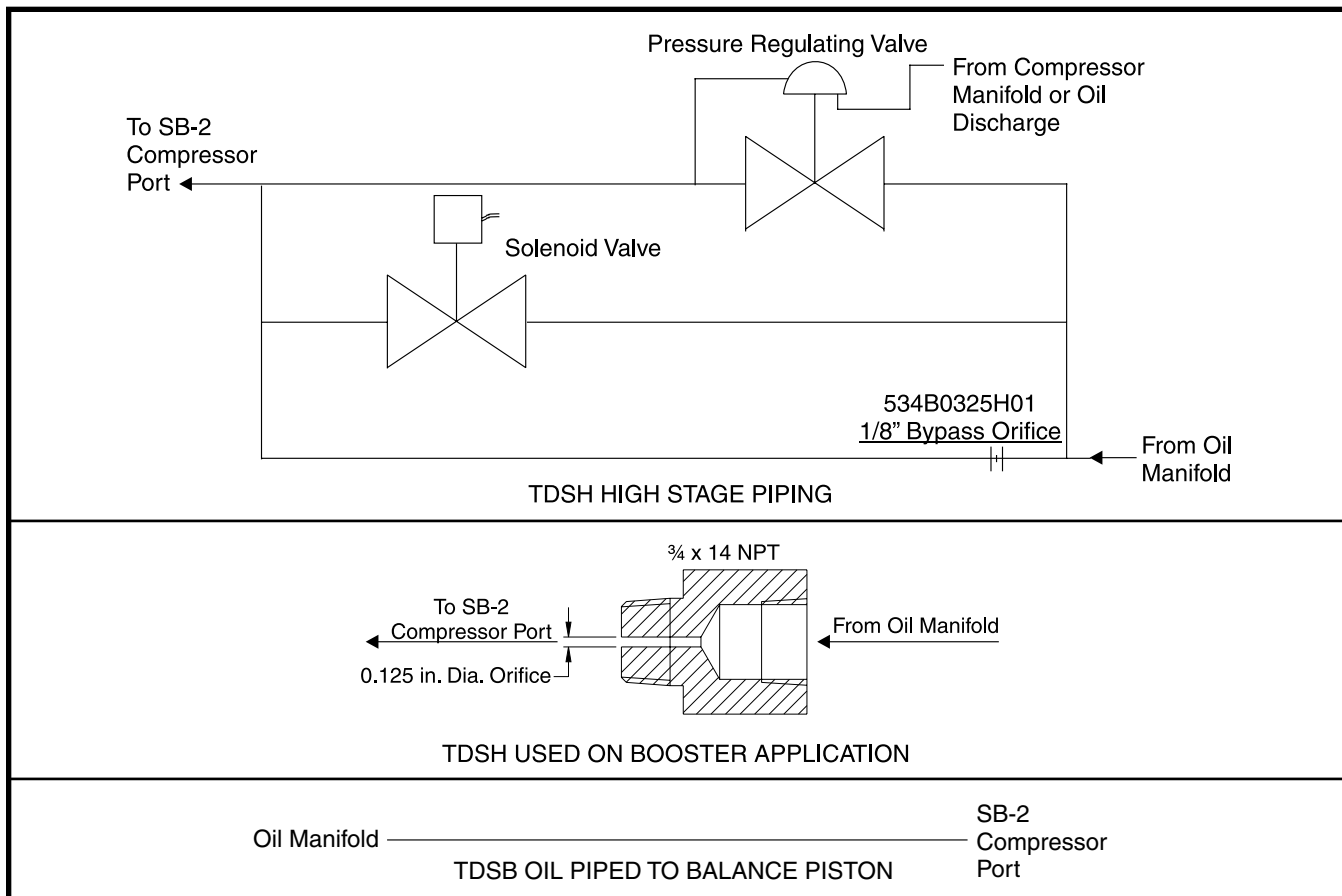 Pressure Regulating Valve
From Compressor
Manifold or Oil
Discharge
To SB-2
Compressor
Port
Solenoid Valve
534B0325H01
1/8” Bypass Orifice
From Oil
Manifold
TDSH HIGH STAGE PIPING
¾ x 14 NPT
To SB-2
Compressor Port
From Oil Manifold
0.125 in. Dia. Orifice
TDSH USED ON BOOSTER APPLICATION
Oil Manifold
SB-2
Compressor
Port
TDSB OIL PIPED TO BALANCE PISTON